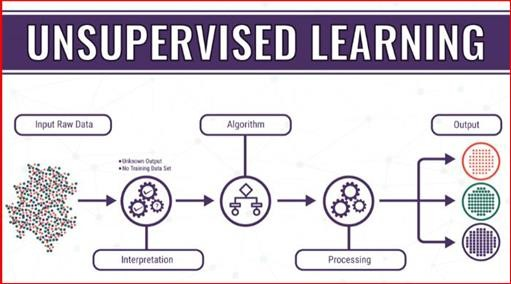 UNSUPERVISED LEARNING
Input Raw Data
Algorithm
Output
• Unknown Output
• No Training Data Set
Interpretation
Processing